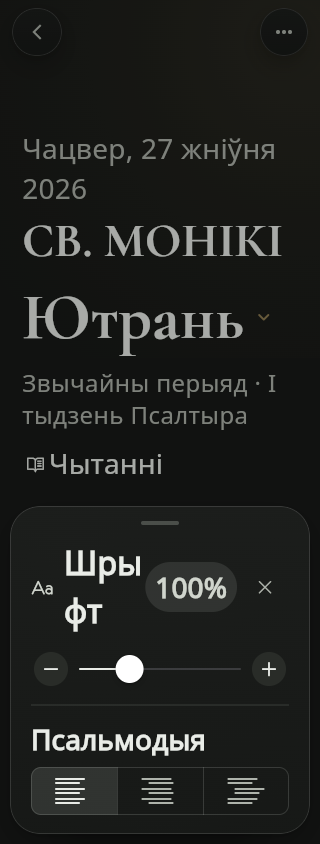 Чацвер, 27 жніўня
2026
СВ. МОНІКІ
Ютрань
Звычайны перыяд · I
тыдзень Псалтыра
Чытанні
Aa
Шры
фт
100%
Псальмодыя